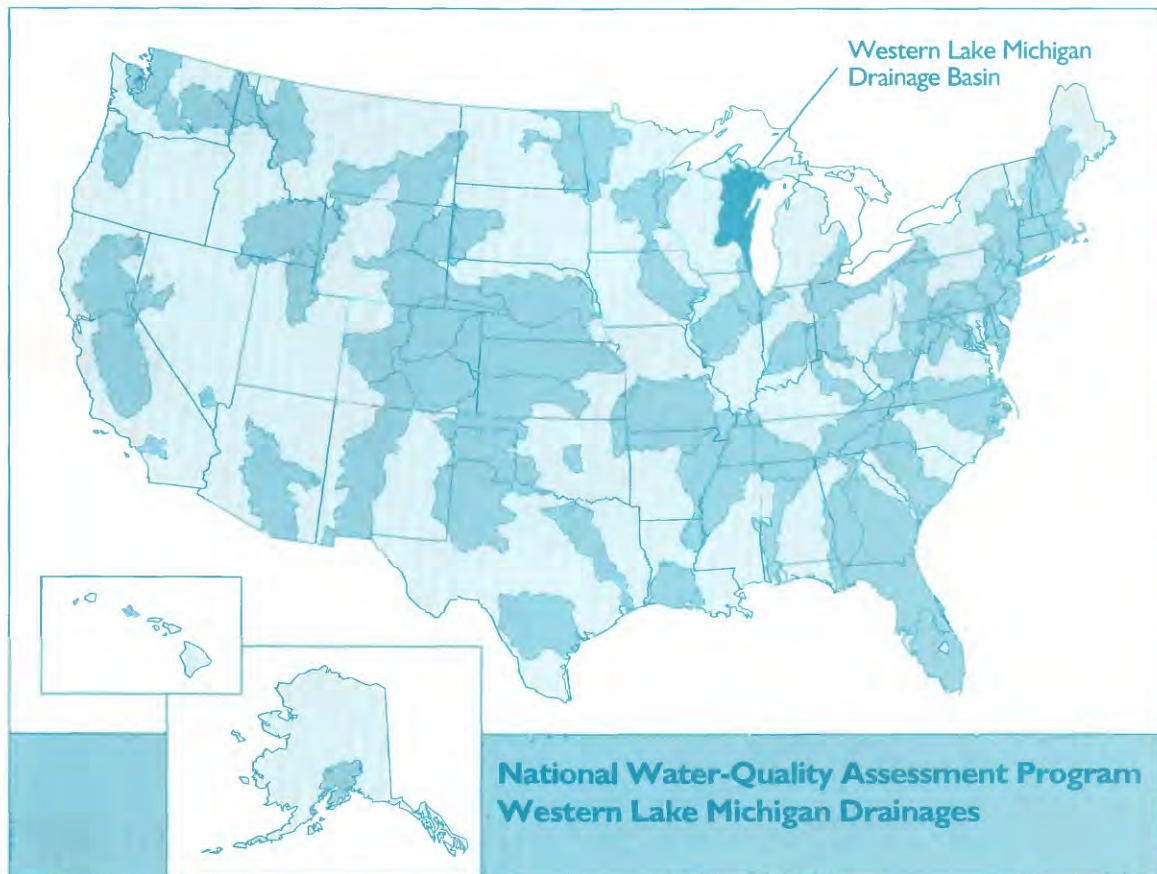 Western Lake Michigan
Drainage Basin
National Water-Quality Assessment Program
Western Lake Michigan Drainages